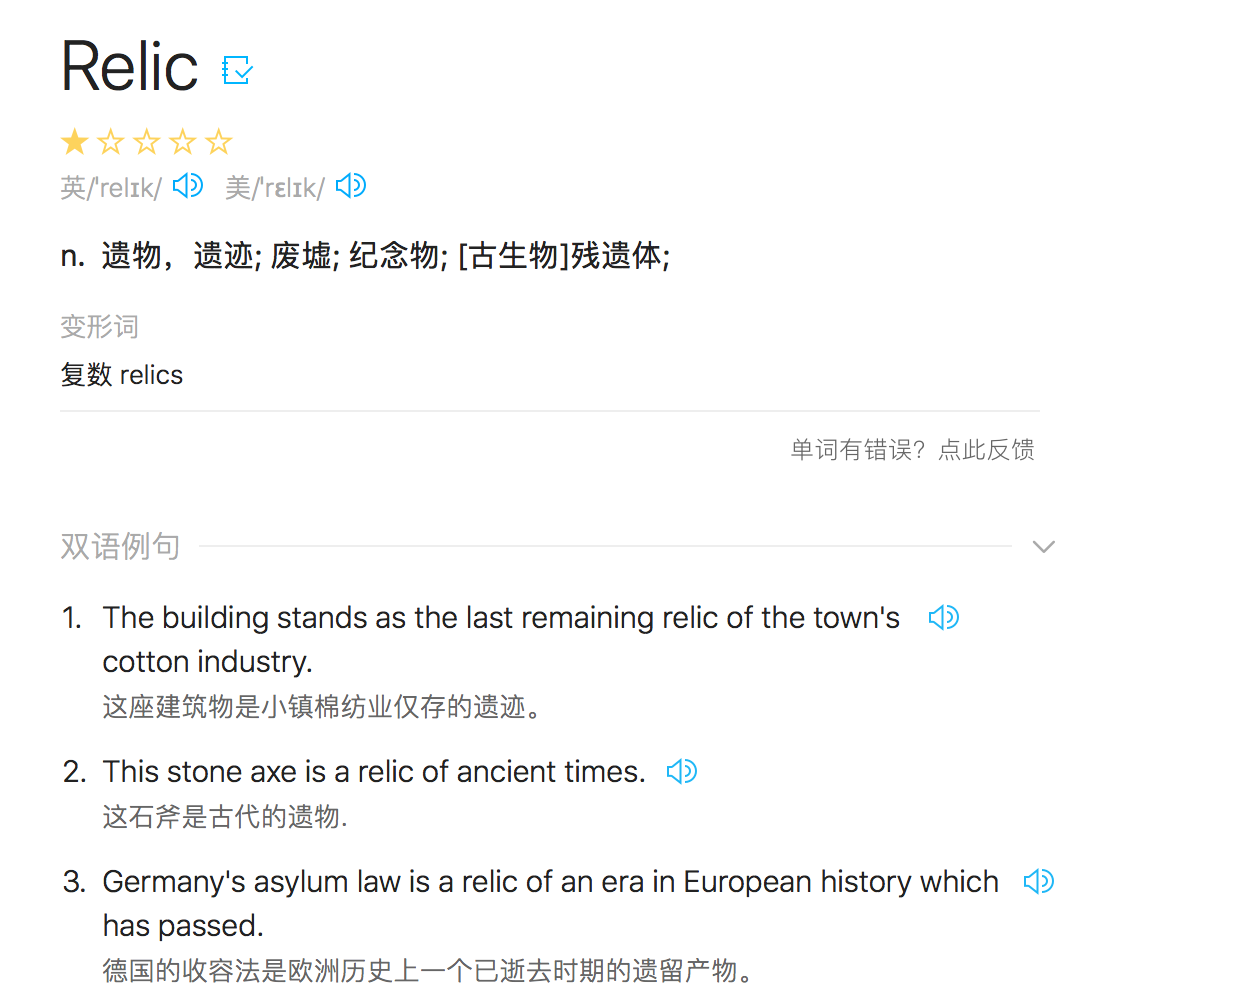 Relic
英/'relɪk/ 美/'rɛlɪk/
n. 遗物，遗迹; 废墟; 纪念物; [古生物]残遗体;
变形词
复数 relics
单词有错误？点此反馈
双语例句
1. The building stands as the last remaining relic of the town's
cotton industry.
这座建筑物是小镇棉纺业仅存的遗迹。
2. This stone axe is a relic of ancient times.
这石斧是古代的遗物.
3. Germany's asylum law is a relic of an era in European history which
has passed.
德国的收容法是欧洲历史上一个已逝去时期的遗留产物。